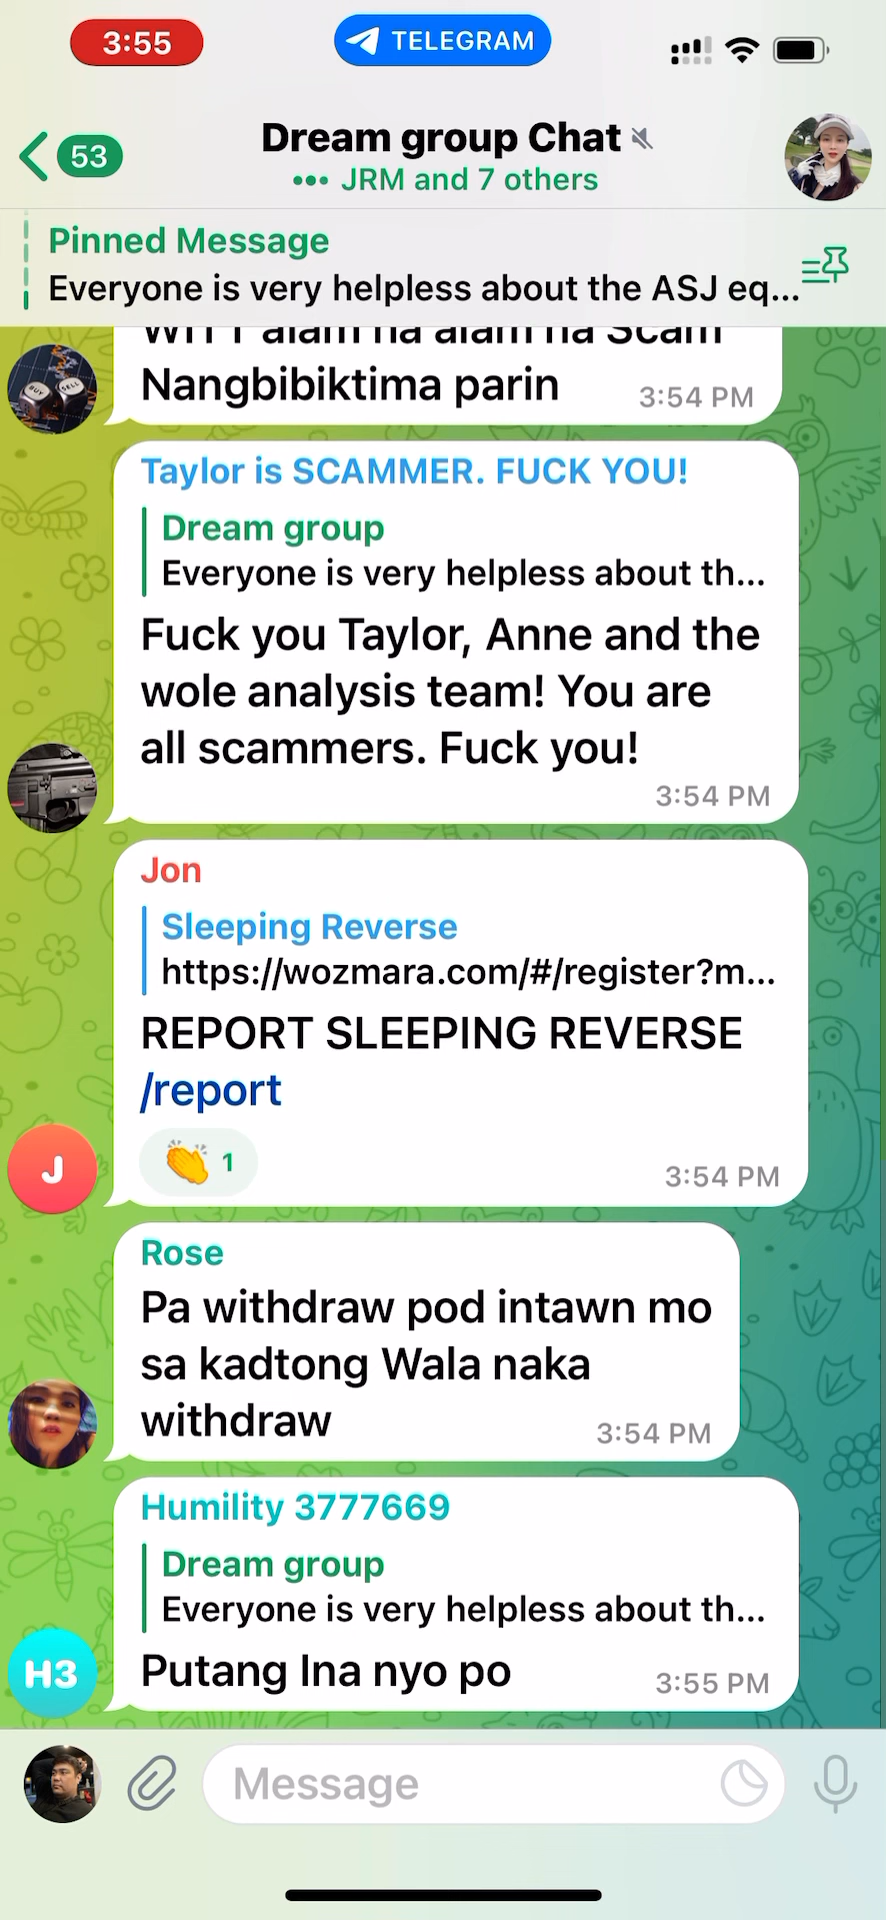 3:55
TELEGRAM
53
Dream group Chat
JRM and 7 others
Pinned Message
Everyone is very helpless about the ASJ eq...
alam na alam na Scam
Nangbibiktima parin
3:54 PM
BUY
SELL
Taylor is SCAMMER. FUCK YOU!
Dream group
Everyone is very helpless about th...
Fuck you Taylor, Anne and the
wole analysis team! You are
all scammers. Fuck you!
3:54 PM
Jon
Sleeping Reverse
https://wozmara.com/#/register?m...
REPORT SLEEPING REVERSE
/report
1
J
3:54 PM
Rose
Pa withdraw pod intawn mo
sa kadtong Wala naka
withdraw
3:54 PM
Humility 3777669
Dream group
Everyone is very helpless about th...
H3
Putang Ina nyo po
3:55 PM
Message